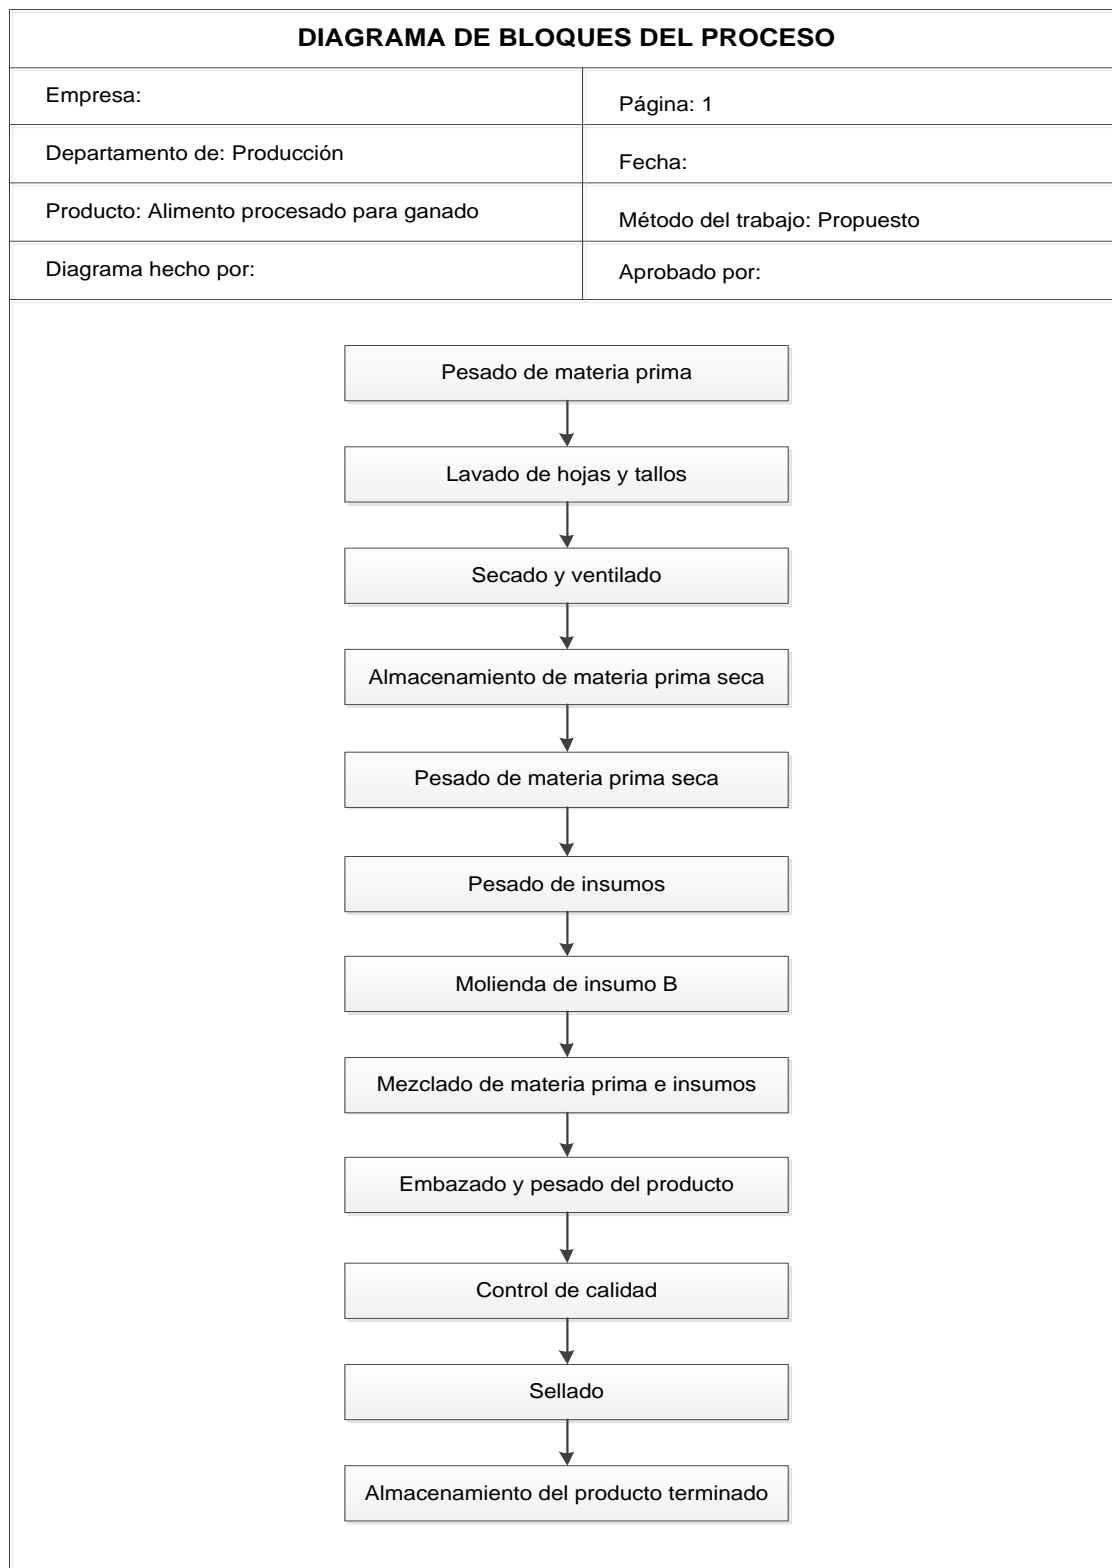 DIAGRAMA DE BLOQUES DEL PROCESO
Empresa:
Página: 1
Departamento de: Producción
Fecha:
Producto: Alimento procesado para ganado
Método del trabajo: Propuesto
Diagrama hecho por:
Aprobado por:
Pesado de materia prima
Lavado de hojas y tallos
Secado y ventilado
Almacenamiento de materia prima seca
Pesado de materia prima seca
Pesado de insumos
Molienda de insumo B
Mezclado de materia prima e insumos
Embazado y pesado del producto
Control de calidad
Sellado
Almacenamiento del producto terminado